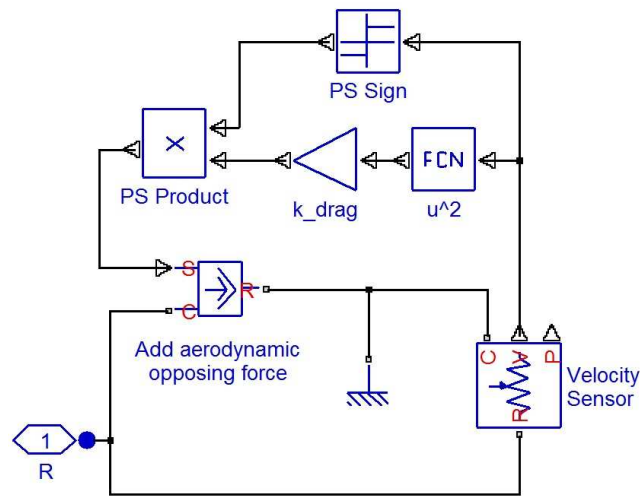 PS Sign
X
PS Product
k_drag
FCN
u^2
S
R
C
Add aerodynamic
opposing force
C
V
P
R
Velocity
Sensor
1
R